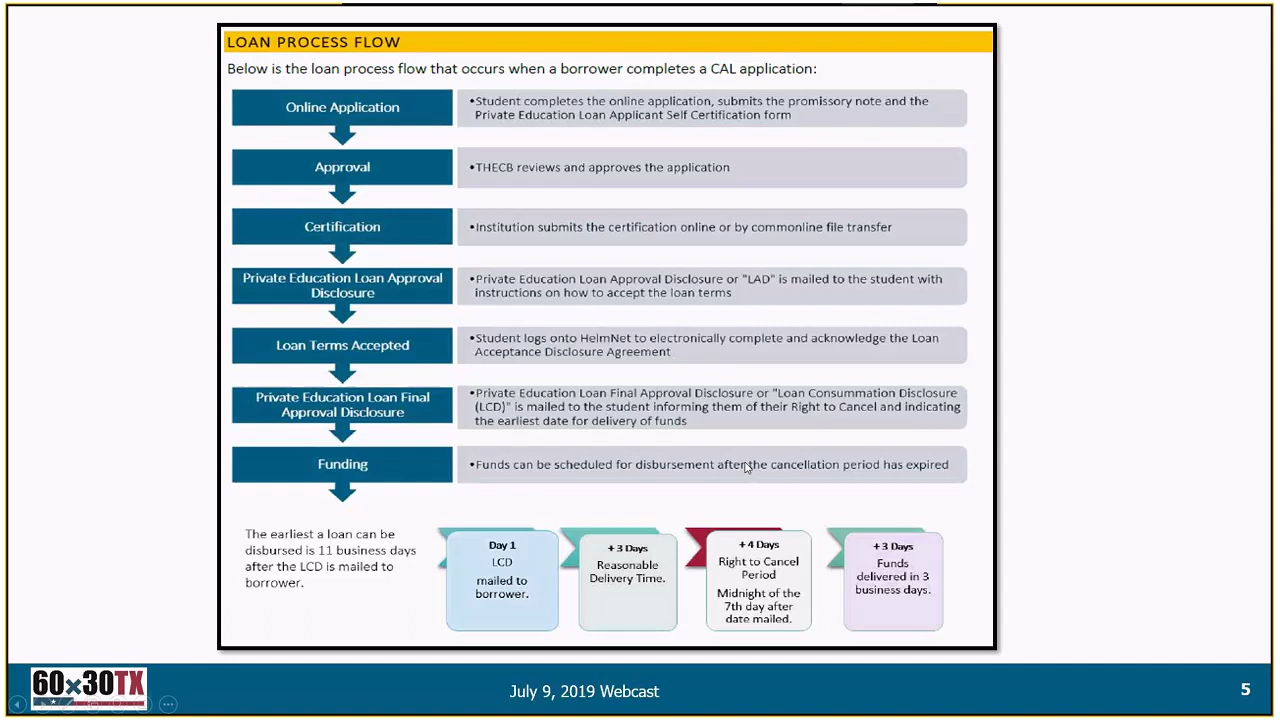 LOAN PROCESS FLOW
Below is the loan process flow that occurs when a borrower completes a CAL application:
Online Application
•Student completes the online application, submits the promissory note and the
Private Education Loan Applicant Self Certification form
Approval
•THECB reviews and approves the application
Certification
•Institution submits the certification online or by commonline file transfer
Private Education Loan Approval
Disclosure
•Private Education Loan Approval Disclosure or "LAD" is mailed to the student with
instructions on how to accept the loan terms
Loan Terms Accepted
•Student logs onto HelmNet to electronically complete and acknowledge the Loan
Acceptance Disclosure Agreement
Private Education Loan Final
Approval Disclosure
•Private Education Loan Final Approval Disclosure or "Loan Consummation Disclosure
(LCD)" is mailed to the student informing them of their Right to Cancel and indicating
the earliest date for delivery of funds
Funding
•Funds can be scheduled for disbursement after the cancellation period has expired
The earliest a loan can be
disbursed is 11 business days
after the LCD is mailed to
borrower.
Day 1
LCD
mailed to
borrower.
+ 3 Days
Reasonable
Delivery Time.
+ 4 Days
Right to Cancel
Period
Midnight of the
7th day after
date mailed.
+ 3 Days
Funds
delivered in 3
business days.
60x30TX
July 9, 2019 Webcast
5